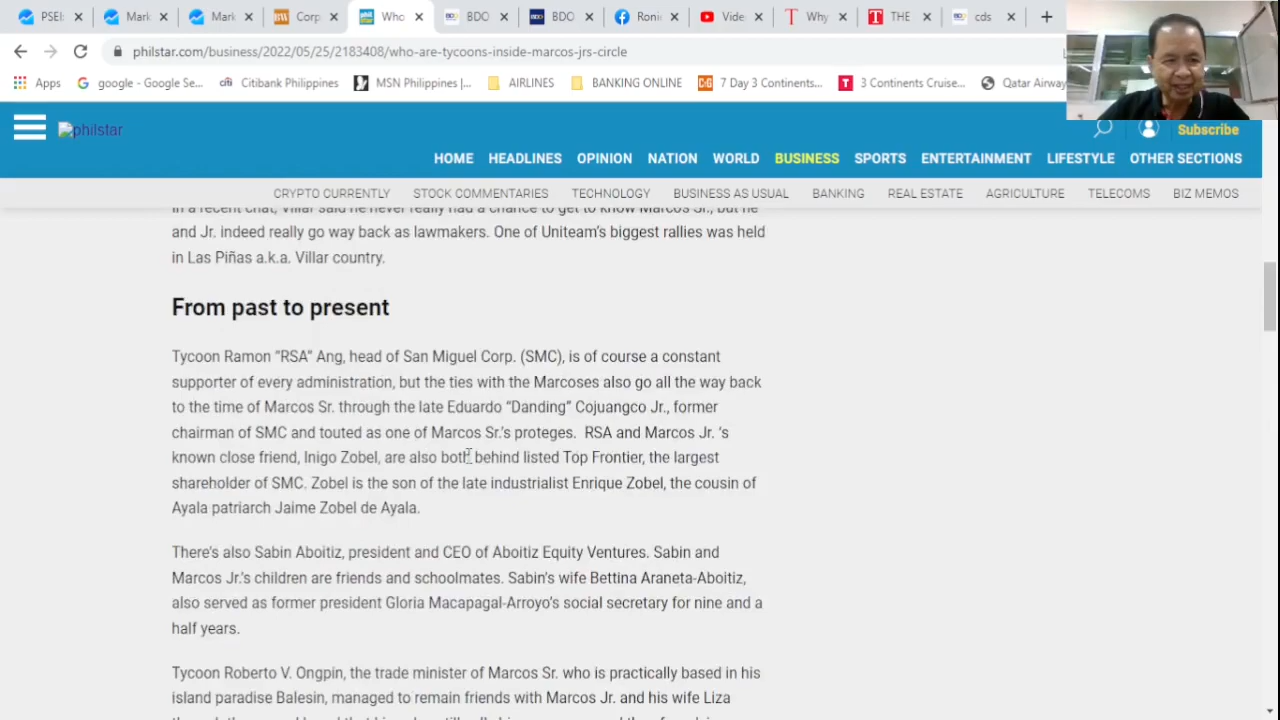 PSEI
Mark
Mark
Corp
Who
BDO
BDO
Roni
Vide
Why
THE
cds
philstar.com/business/2022/05/25/2183408/who-are-tycoons-inside-marcos-jrs-circle
Apps
google - Google Se...
Citibank Philippines
MSN Philippines |...
AIRLINES
BANKING ONLINE
7 Day 3 Continents...
3 Continents Cruise...
Qatar Airway
philstar
Subscribe
HOME HEADLINES OPINION NATION WORLD BUSINESS SPORTS ENTERTAINMENT LIFESTYLE OTHER SECTIONS
CRYPTO CURRENTLY STOCK COMMENTARIES TECHNOLOGY BUSINESS AS USUAL BANKING REAL ESTATE AGRICULTURE TELECOMS BIZ MEMOS
In a recent chat, Villar said he never really had a chance to get to know Marcos Sr., but he
and Jr. indeed really go way back as lawmakers. One of Uniteam's biggest rallies was held
in Las Piñas a.k.a. Villar country.
From past to present
Tycoon Ramon “RSA” Ang, head of San Miguel Corp. (SMC), is of course a constant
supporter of every administration, but the ties with the Marcoses also go all the way back
to the time of Marcos Sr. through the late Eduardo “Danding” Cojuangco Jr., former
chairman of SMC and touted as one of Marcos Sr.’s proteges. RSA and Marcos Jr. ’s
known close friend, Inigo Zobel, are also both behind listed Top Frontier, the largest
shareholder of SMC. Zobel is the son of the late industrialist Enrique Zobel, the cousin of
Ayala patriarch Jaime Zobel de Ayala.
There’s also Sabin Aboitiz, president and CEO of Aboitiz Equity Ventures. Sabin and
Marcos Jr.’s children are friends and schoolmates. Sabin’s wife Bettina Araneta-Aboitiz,
also served as former president Gloria Macapagal-Arroyo’s social secretary for nine and a
half years.
Tycoon Roberto V. Ongpin, the trade minister of Marcos Sr. who is practically based in his
island paradise Balesin, managed to remain friends with Marcos Jr. and his wife Liza